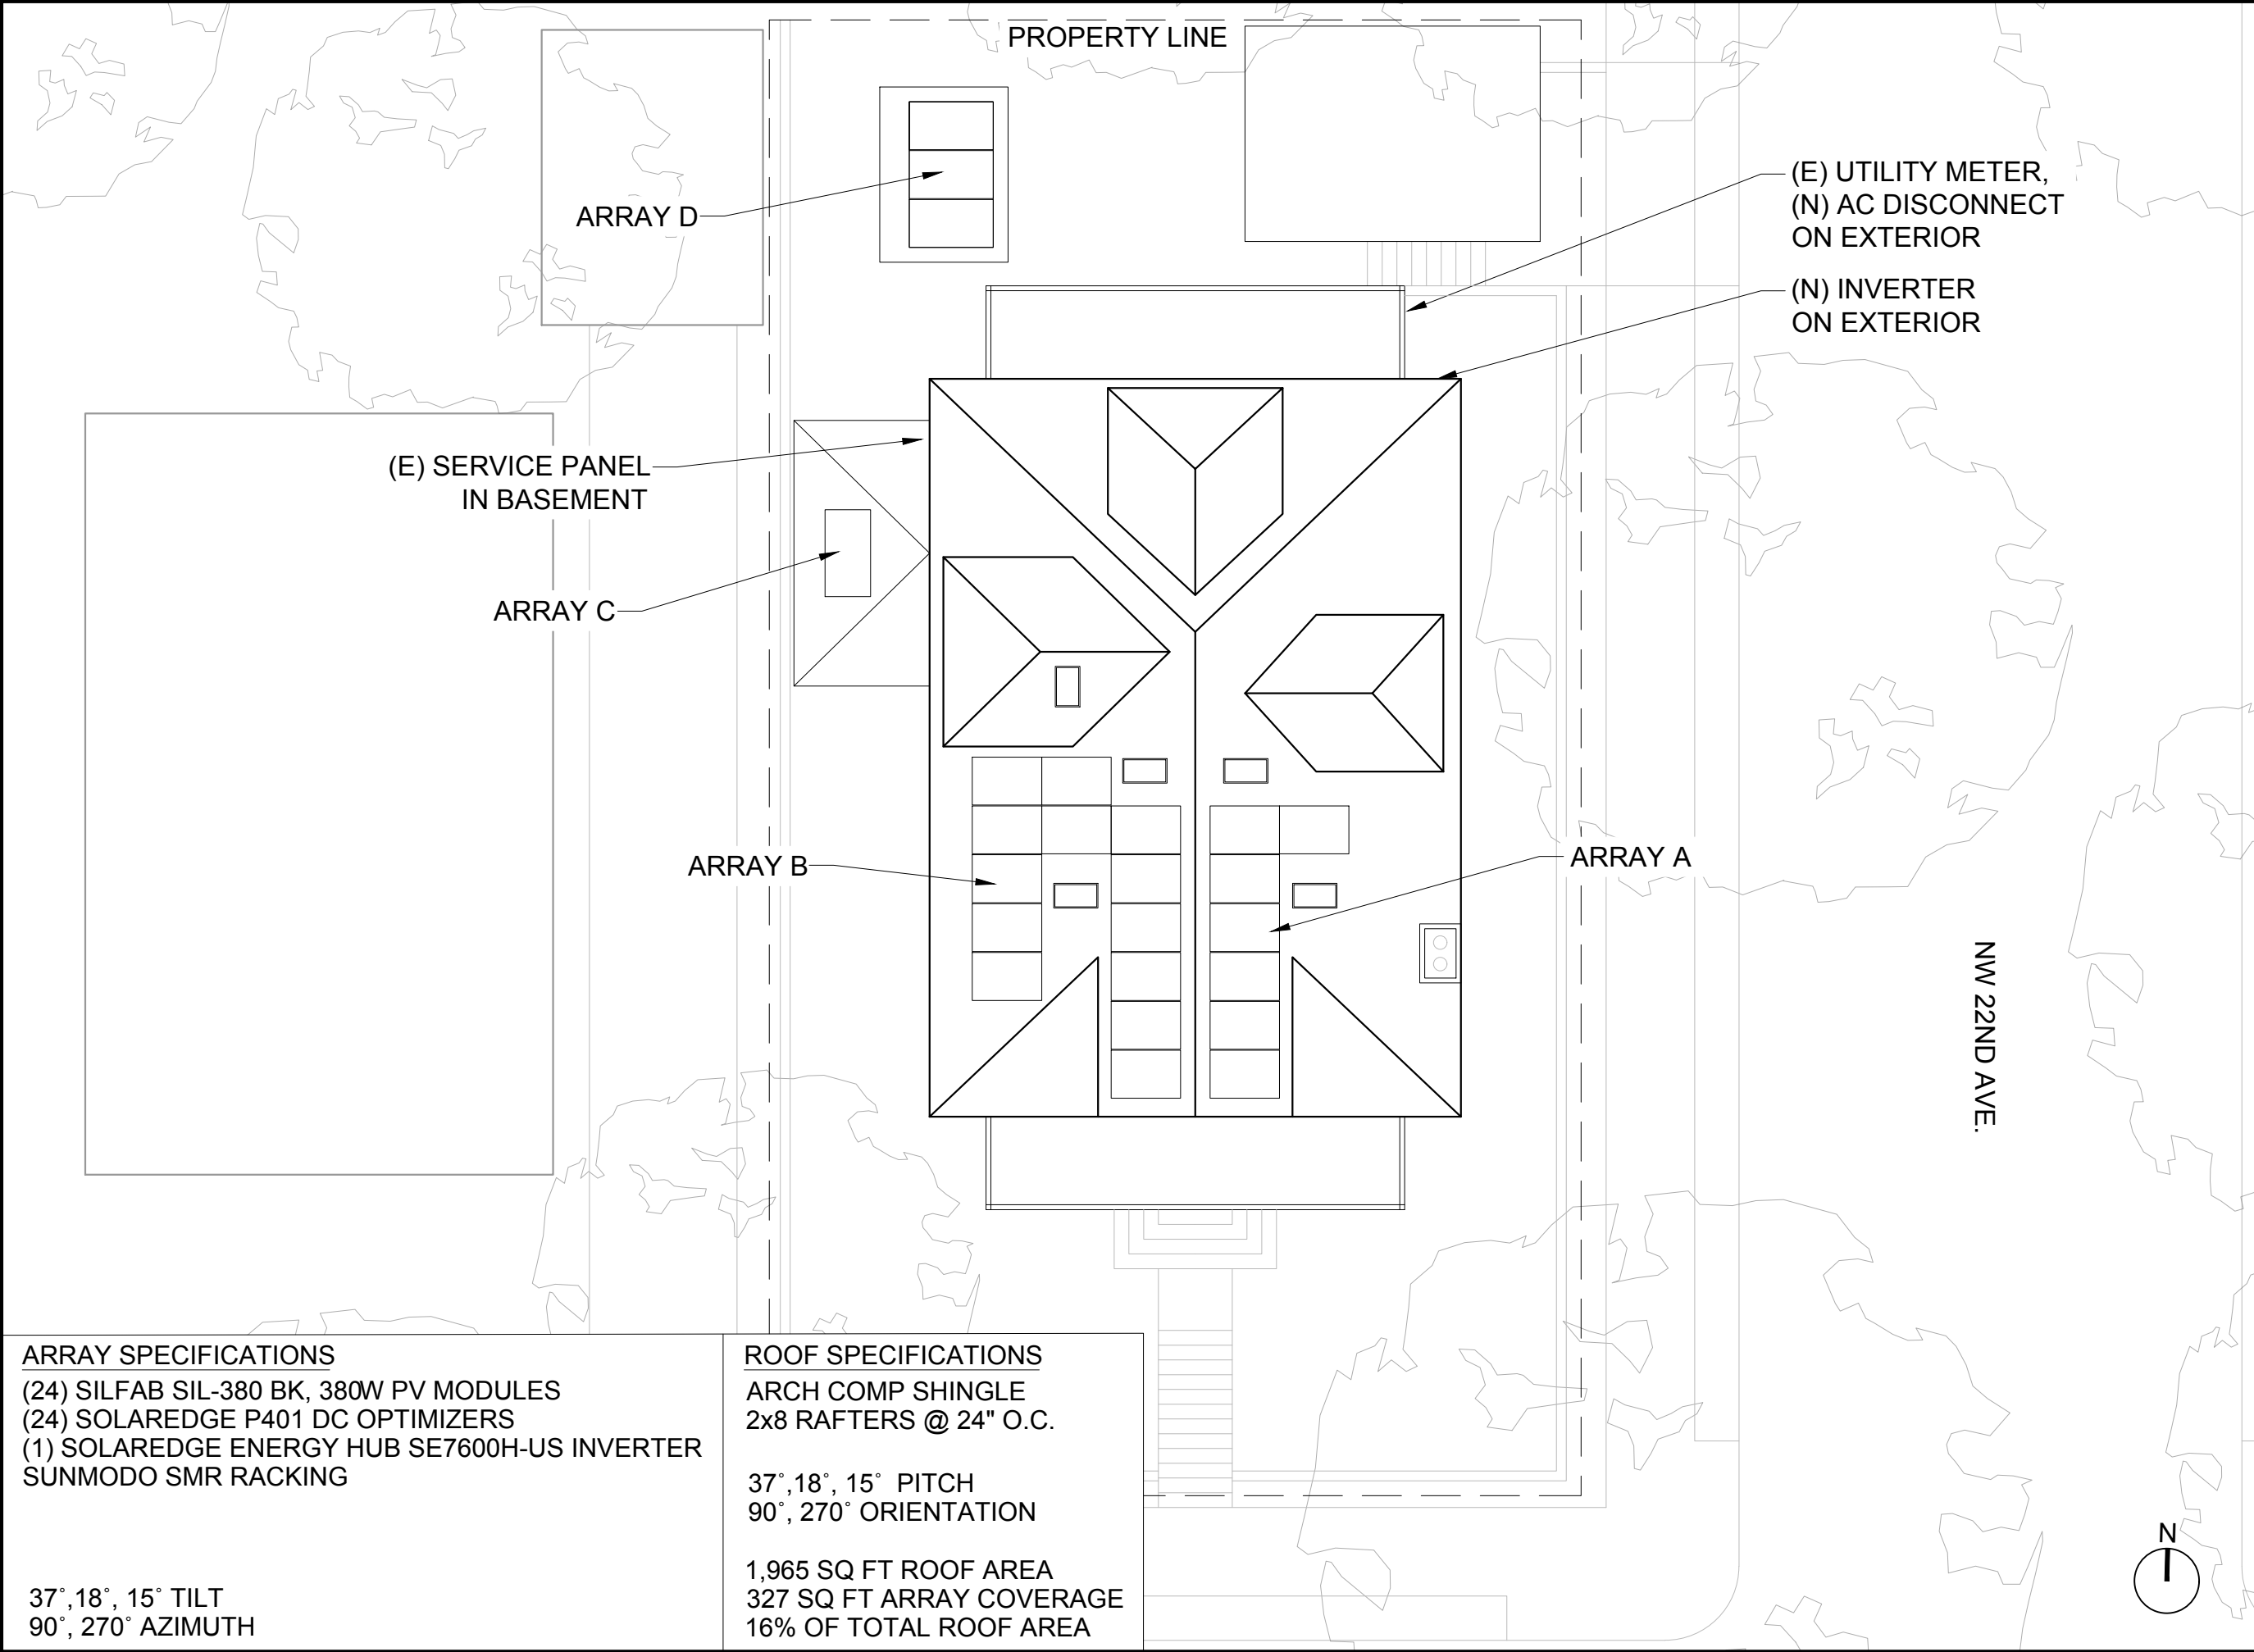 PROPERTY LINE
ARRAY D
(E) UTILITY METER,
(N) AC DISCONNECT
ON EXTERIOR
(N) INVERTER
ON EXTERIOR
(E) SERVICE PANEL
IN BASEMENT
ARRAY C
ARRAY B
ARRAY A
NW 22ND AVE.
ARRAY SPECIFICATIONS
(24) SILFAB SIL-380 BK, 380W PV MODULES
(24) SOLAREDGE P401 DC OPTIMIZERS
(1) SOLAREDGE ENERGY HUB SE7600H-US INVERTER
SUNMODO SMR RACKING
37°,18°, 15° TILT
90°, 270° AZIMUTH
ROOF SPECIFICATIONS
ARCH COMP SHINGLE
2x8 RAFTERS @ 24" O.C.
37°,18°, 15° PITCH
90°, 270° ORIENTATION
1,965 SQ FT ROOF AREA
327 SQ FT ARRAY COVERAGE
16% OF TOTAL ROOF AREA
N